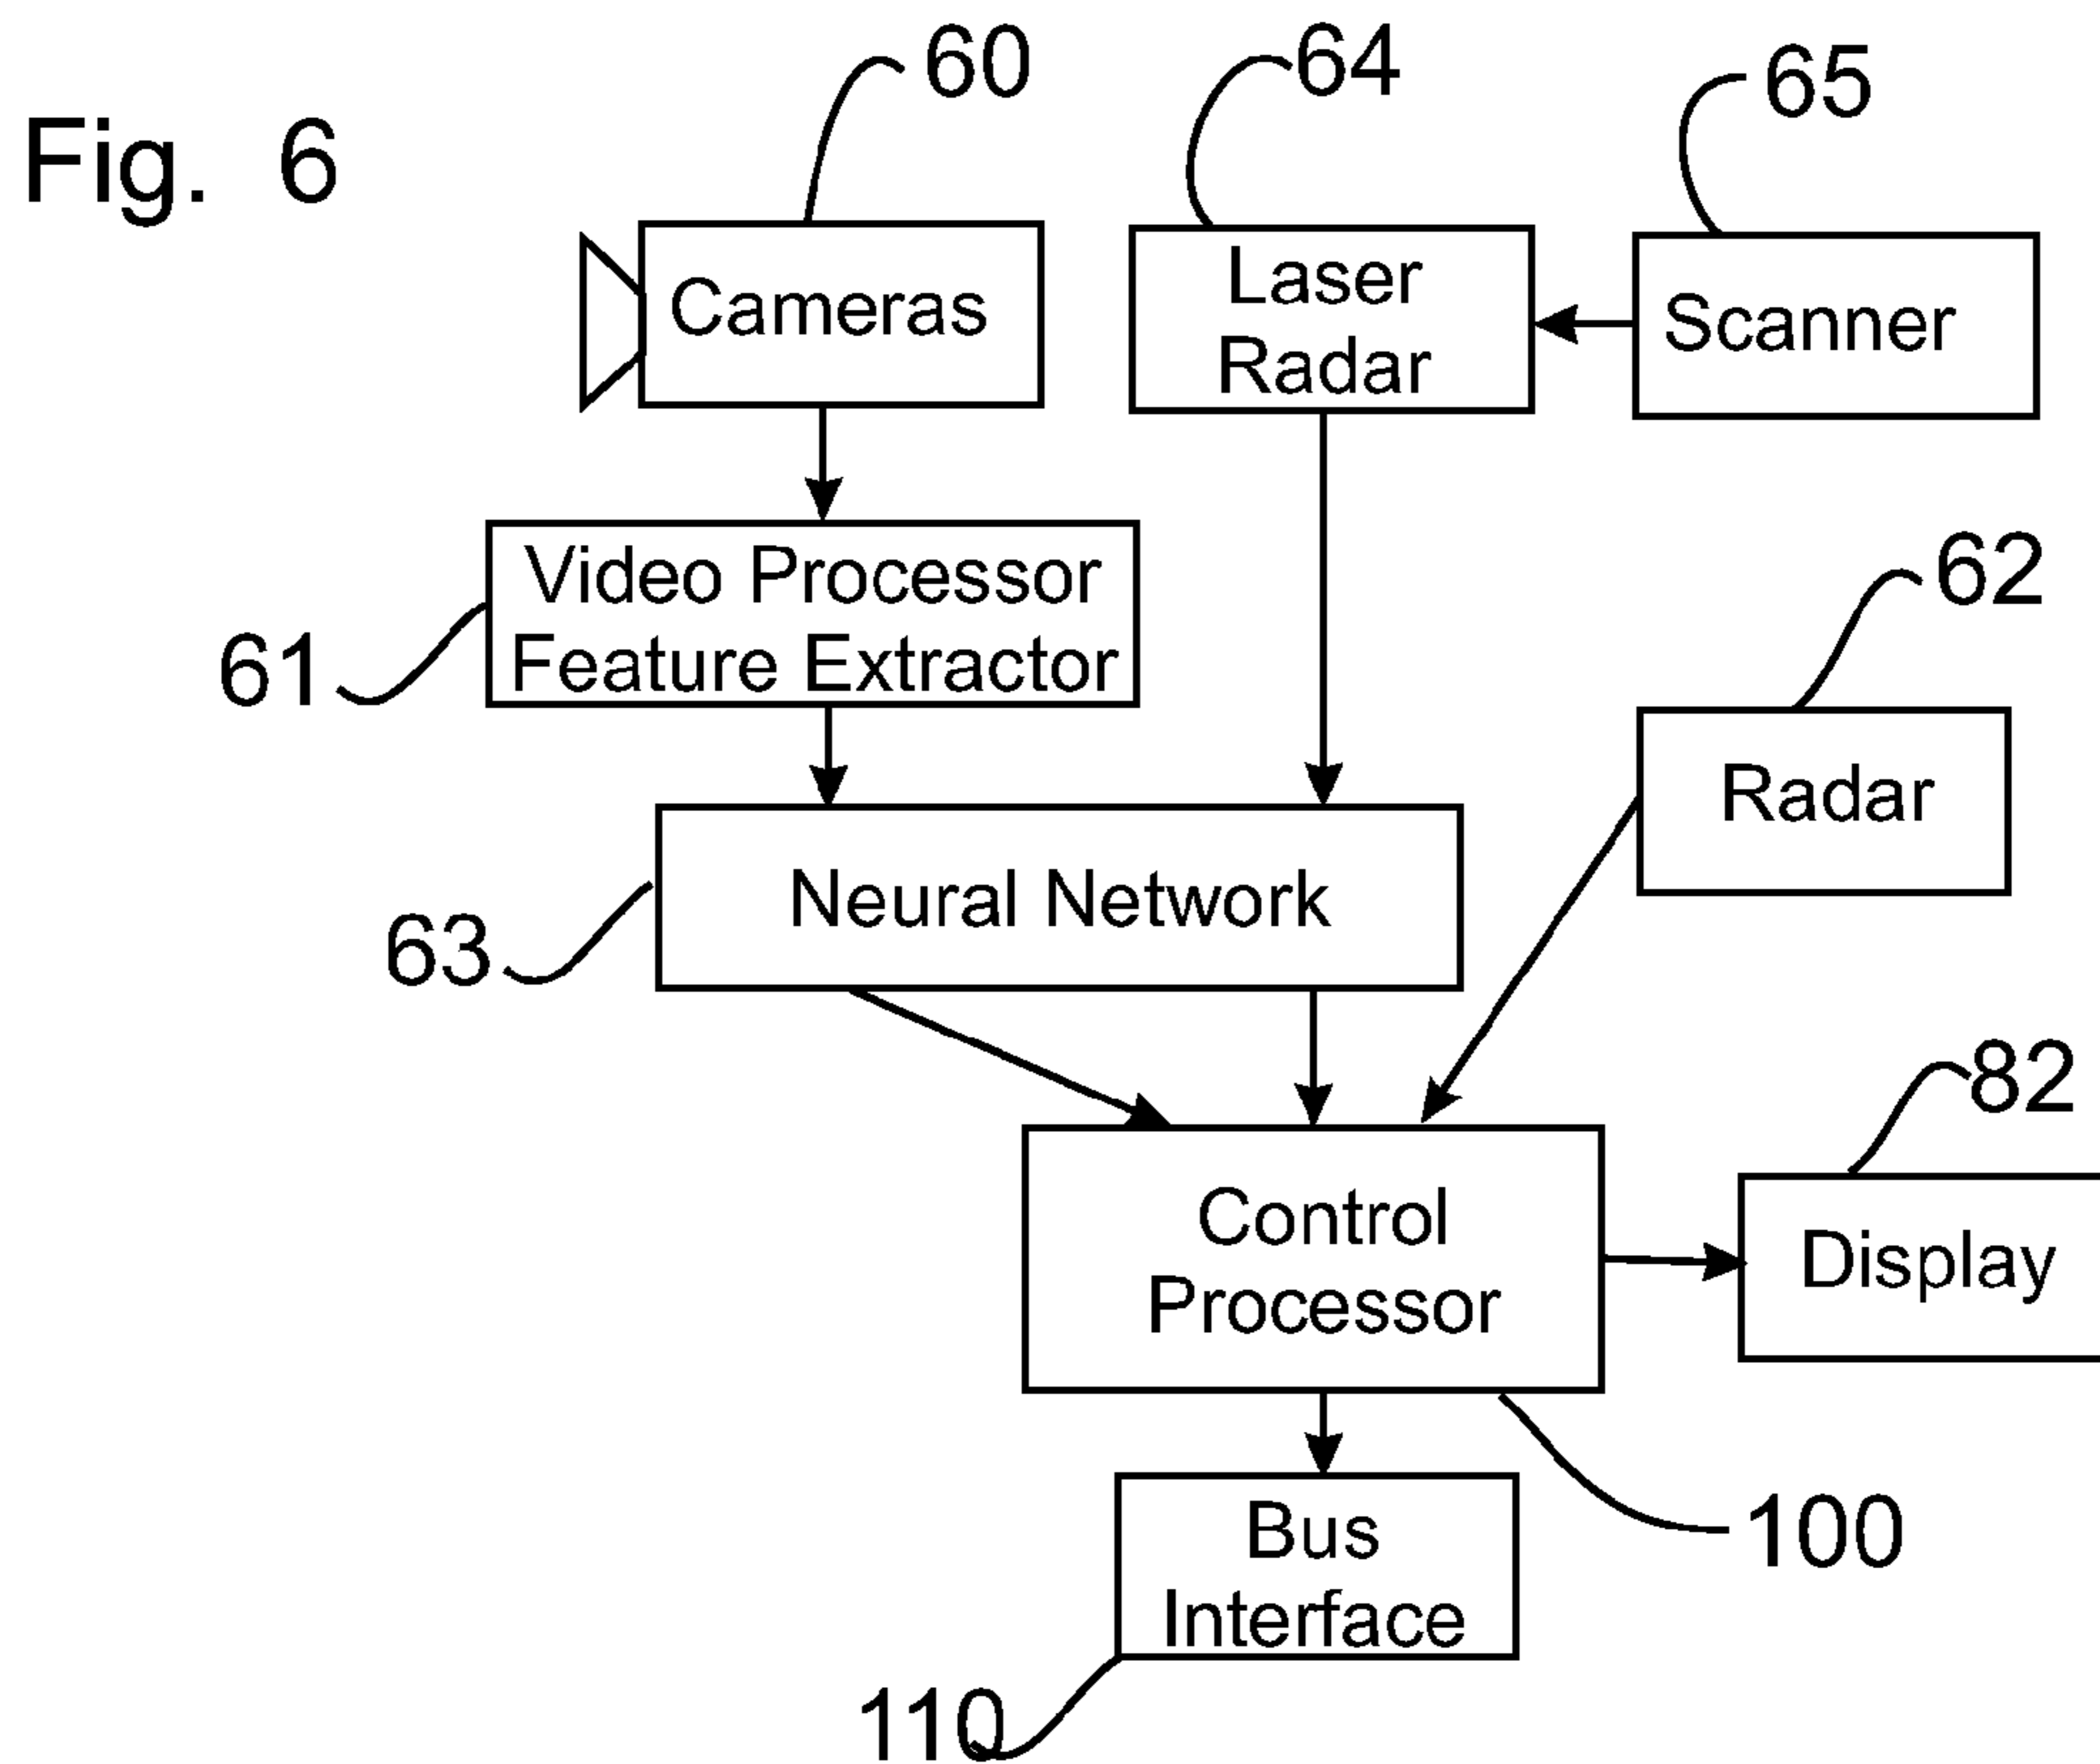 Fig. 6
60
64
65
Cameras
Laser
Radar
Scanner
Video Processor
Feature Extractor
61
62
Radar
Neural Network
63
82
Control
Processor
Display
Bus
Interface
100
110